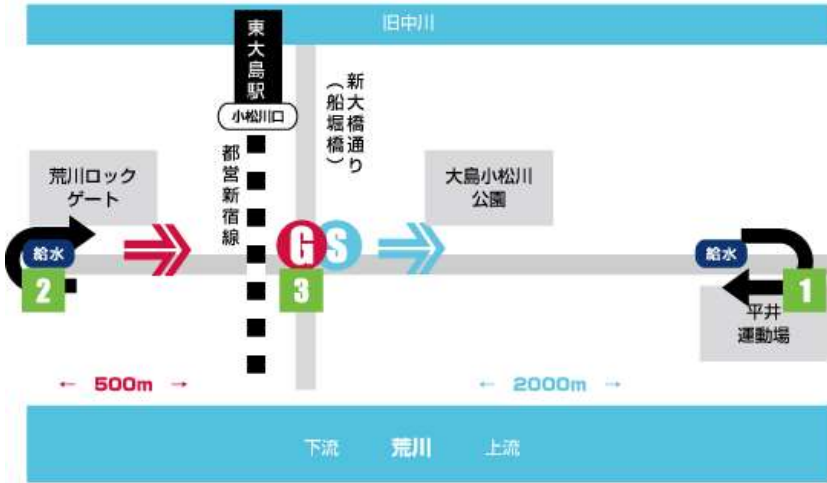 旧中川
東大島駅
小松川口
都営新宿線
新大橋通り
(船堀橋)
荒川ロック
ゲート
大島小松川
公園
給水
2
G
S
3
給水
1
平井
運動場
← 500m →
← 2000m →
下流 荒川 上流